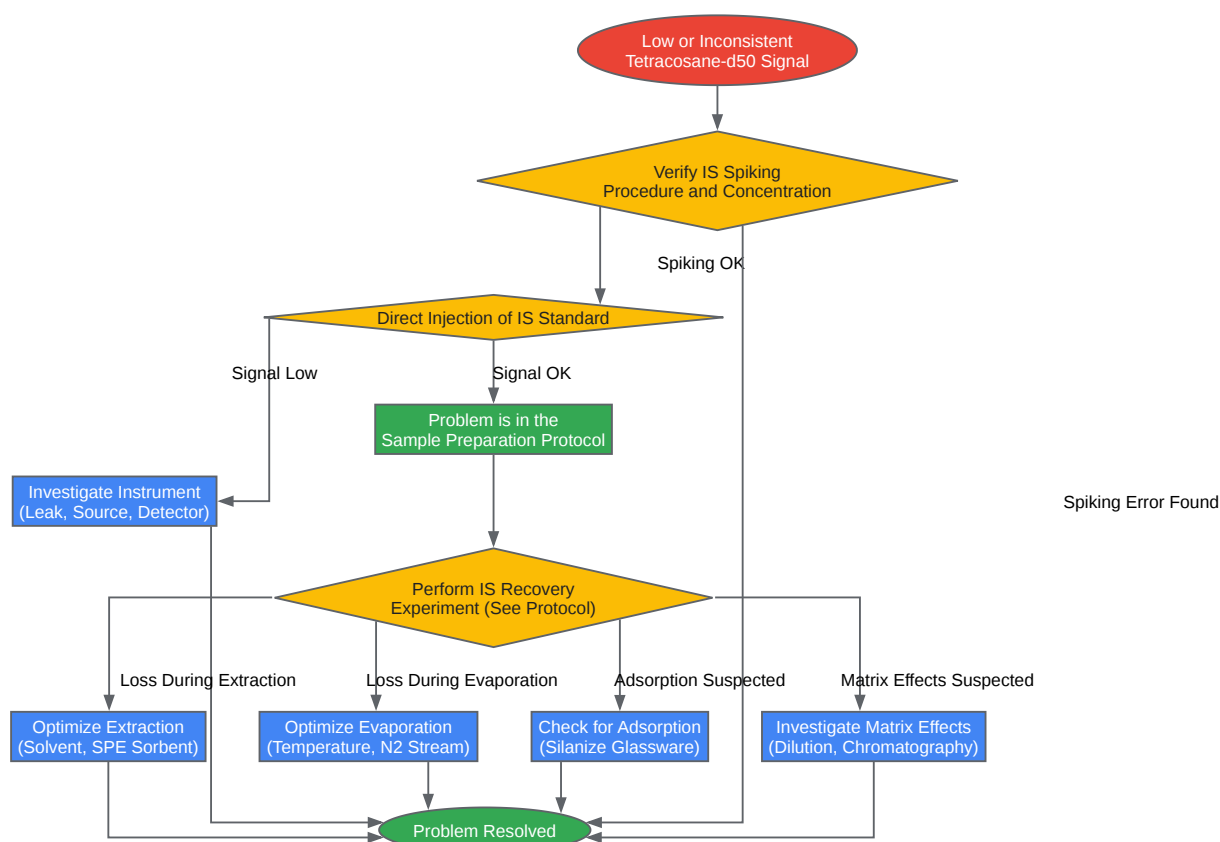 Low or Inconsistent
Tetracosane-d50 Signal
Verify IS Spiking
Procedure and Concentration
Spiking OK
Direct Injection of IS Standard
Signal Low
Signal OK
Problem is in the
Sample Preparation Protocol
Investigate Instrument
(Leak, Source, Detector)
Spiking Error Found
Perform IS Recovery
Experiment (See Protocol)
Loss During Extraction
Loss During Evaporation
Adsorption Suspected
Matrix Effects Suspected
Optimize Extraction
(Solvent, SPE Sorbent)
Optimize Evaporation
(Temperature, N2 Stream)
Check for Adsorption
(Silanize Glassware)
Investigate Matrix Effects
(Dilution, Chromatography)
Problem Resolved